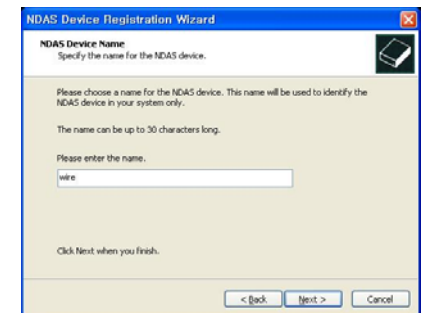 NDAS Device Registration Wizard
NDAS Device Name
Specify the name for the NDAS device.
Please choose a name for the NDAS device. This name will be used to identify the
NDAS device in your system only.
The name can be up to 30 characters long.
Please enter the name.
wire
Click Next when you finish.
< Back Next > Cancel